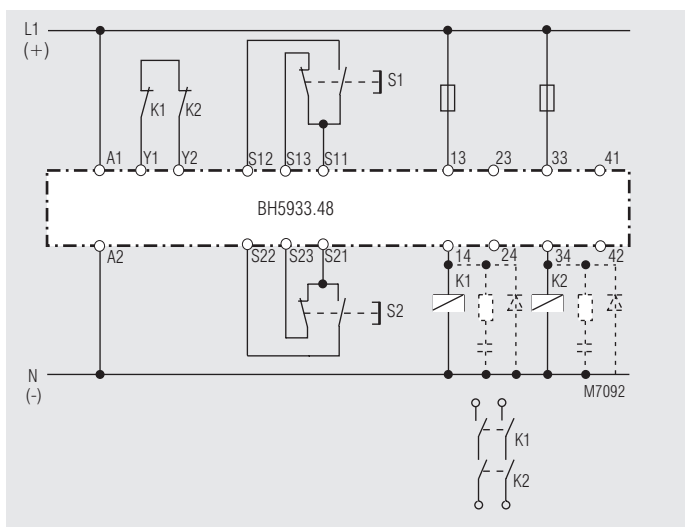 L1
(+)
K1 K2
S1
A1 Y1 Y2 S12 S13 S11 13 23 33 41
BH5933.48
A2 S22 S23 S21 14 24 34 42
K1 K2
S2
N
(-)
M7092
K1
K2